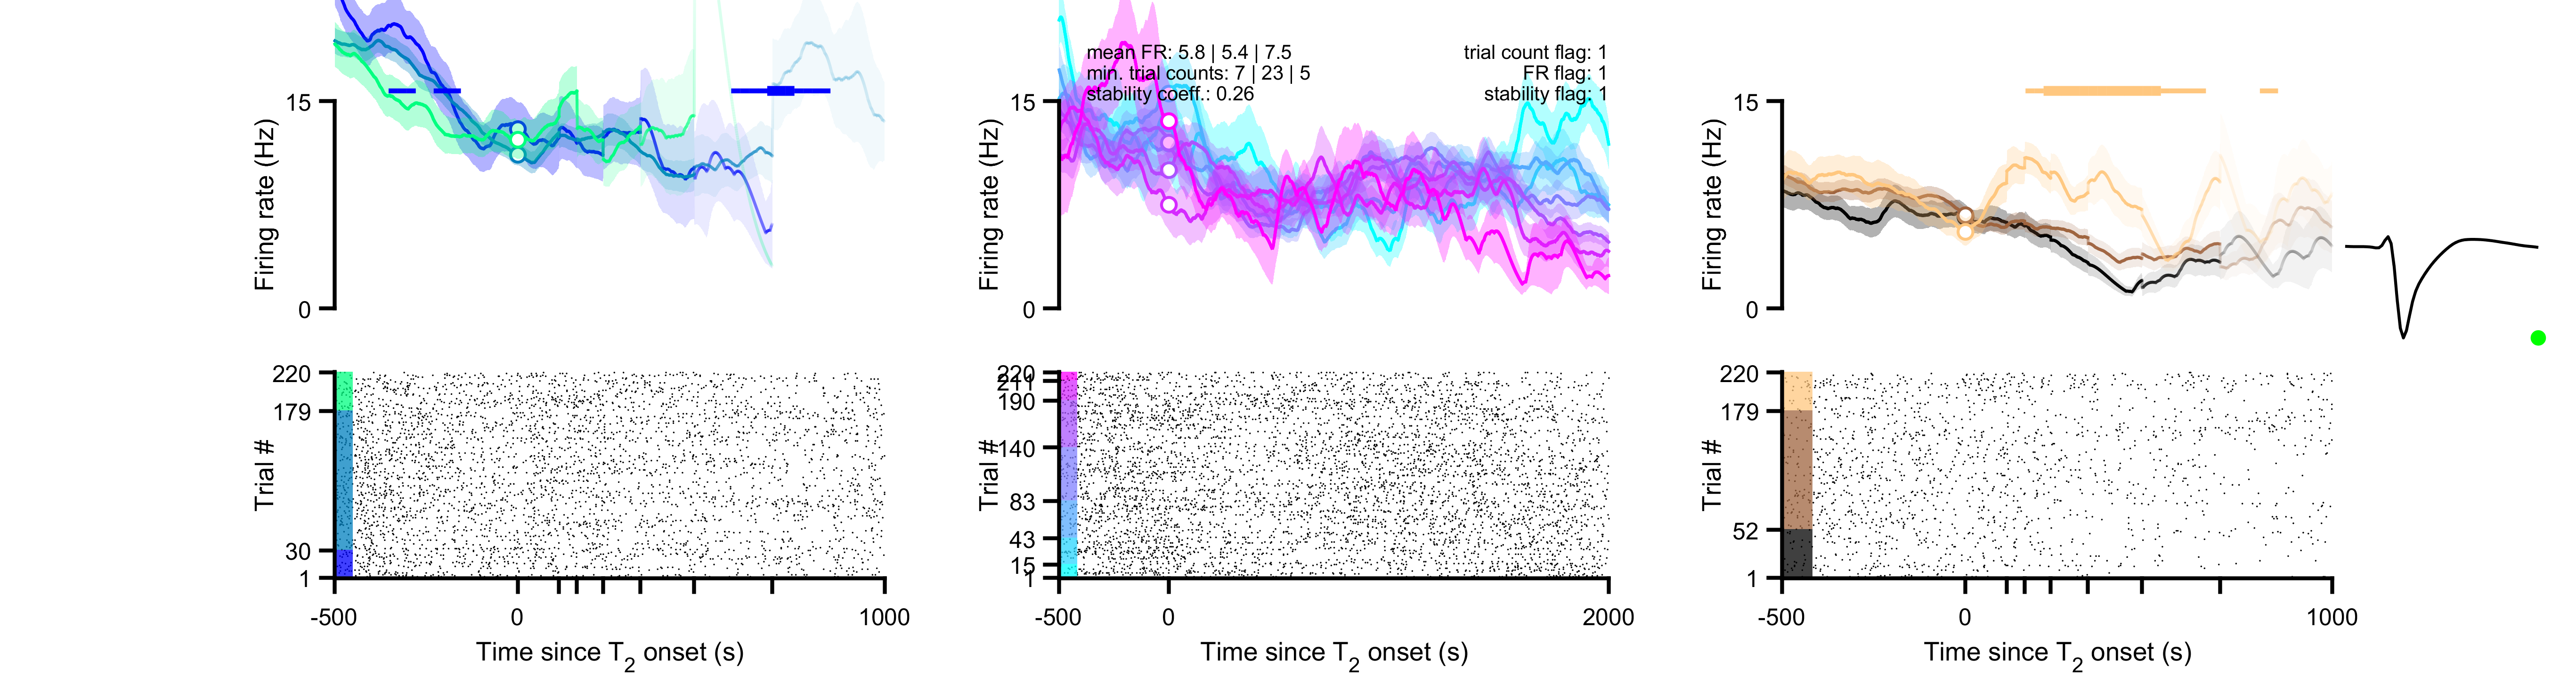 mean FR: 5.8 | 5.4 | 7.5
min. trial counts: 7 | 23 | 5
stability coeff.: 0.26
trial count flag: 1
FR flag: 1
stability flag: 1
15
0
Firing rate (Hz)
15
0
Firing rate (Hz)
15
0
Firing rate (Hz)
220
179
30
1
Trial #
-500
0
1000
Time since T2 onset (s)
220
211
190
140
83
43
15
Trial #
-500
0
2000
Time since T2 onset (s)
220
179
52
1
Trial #
-500
0
1000
Time since T2 onset (s)